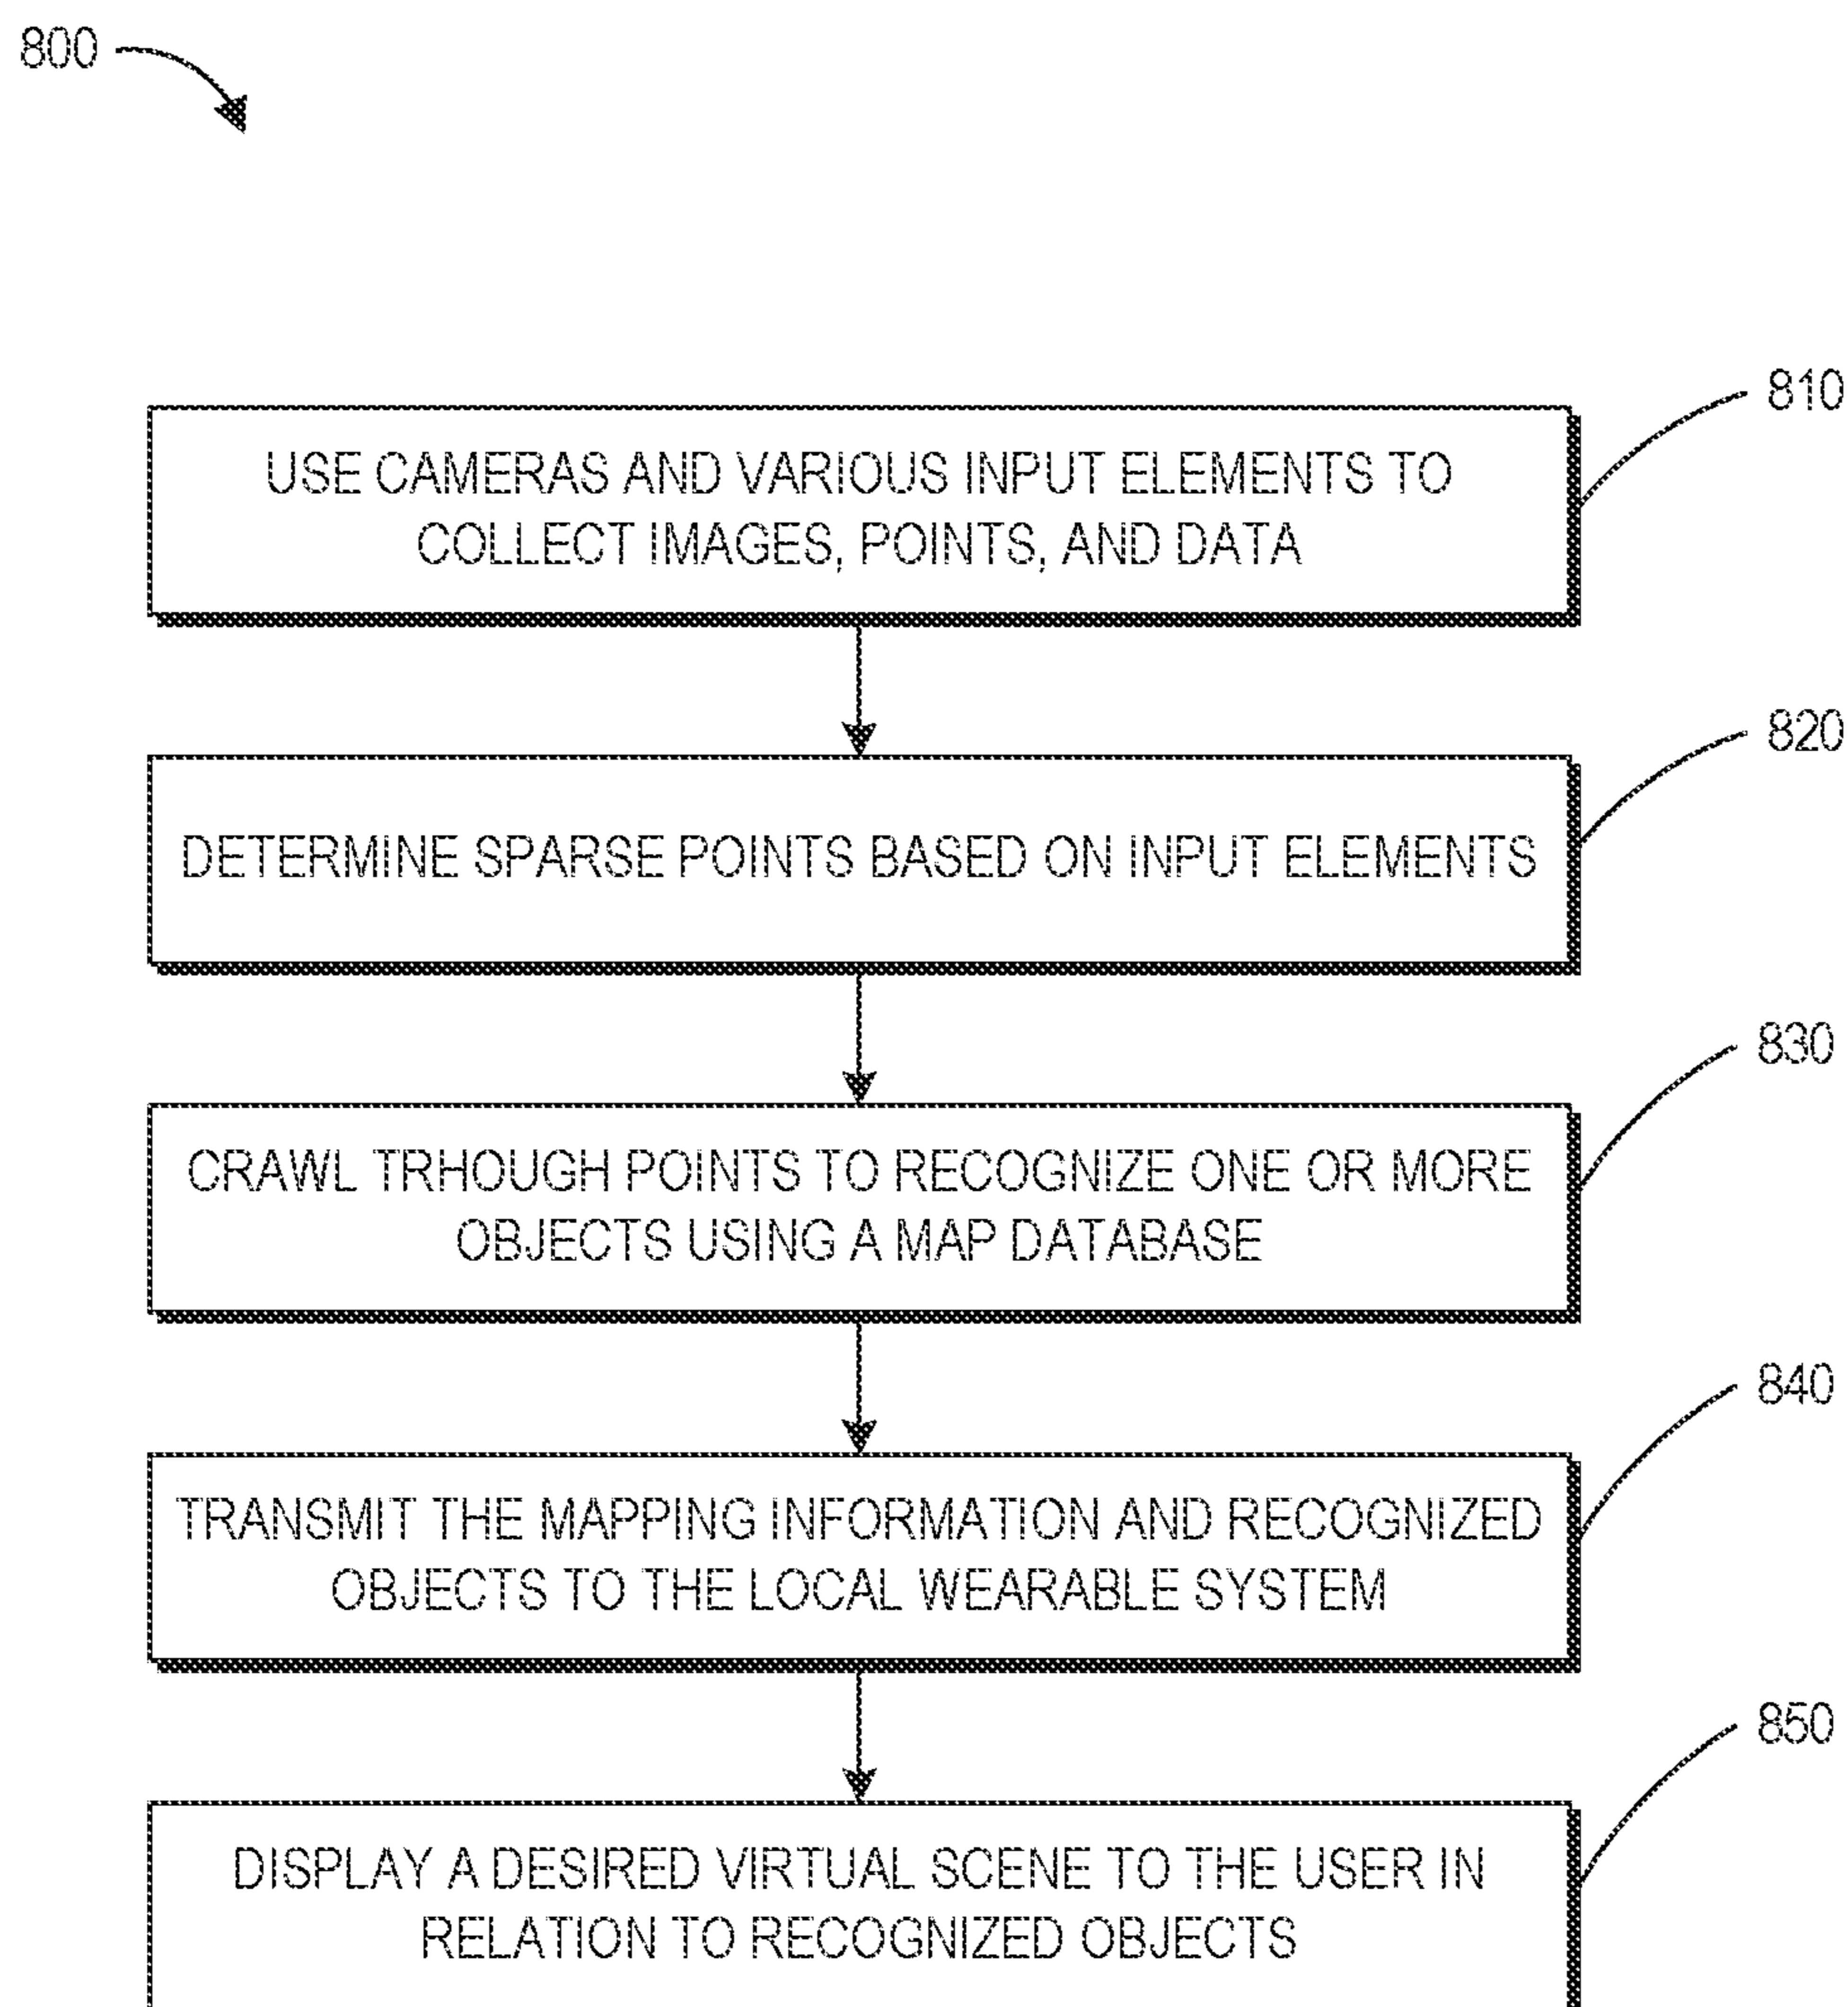 800
810
USE CAMERAS AND VARIOUS INPUT ELEMENTS TO
COLLECT IMAGES, POINTS, AND DATA
820
DETERMINE SPARSE POINTS BASED ON INPUT ELEMENTS
830
CRAWL TRHOUGH POINTS TO RECOGNIZE ONE OR MORE
OBJECTS USING A MAP DATABASE
840
TRANSMIT THE MAPPING INFORMATION AND RECOGNIZED
OBJECTS TO THE LOCAL WEARABLE SYSTEM
850
DISPLAY A DESIRED VIRTUAL SCENE TO THE USER IN
RELATION TO RECOGNIZED OBJECTS